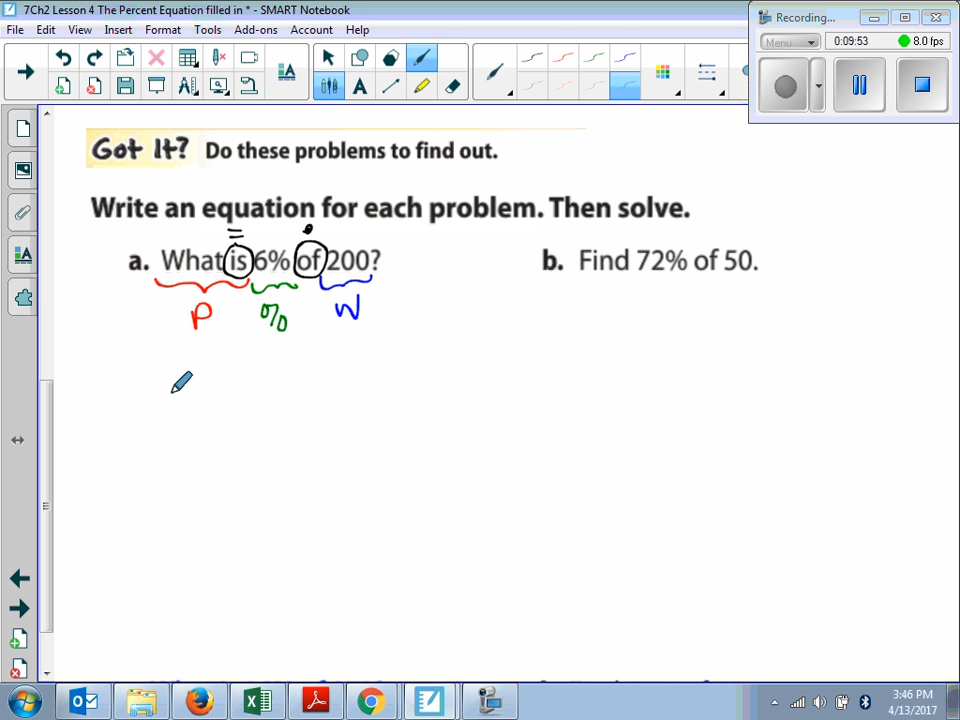 7Ch2 Lesson 4 The Percent Equation filled in * - SMART Notebook
Recording...
File Edit View Insert Format Tools Add-ons Account Help
Menu 0:09:53 8.0 fps
Got It? Do these problems to find out.
Write an equation for each problem. Then solve.
= •
a. What is 6% of 200?
b. Find 72% of 50.
P % W
3:46 PM
4/13/2017